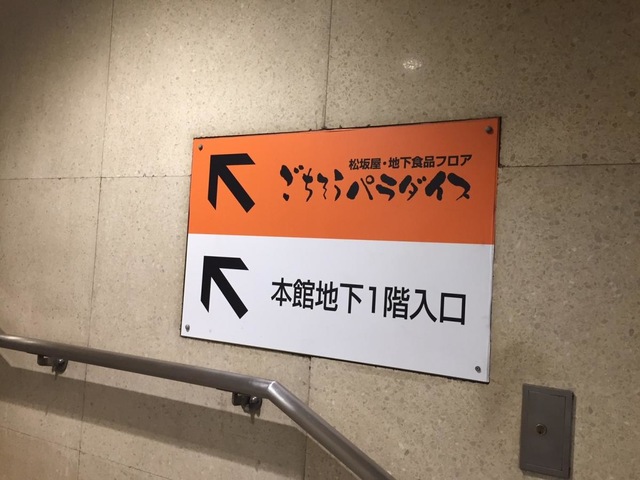 松坂屋・地下食品フロア
ごちそうパラダイス
本館地下1階入口